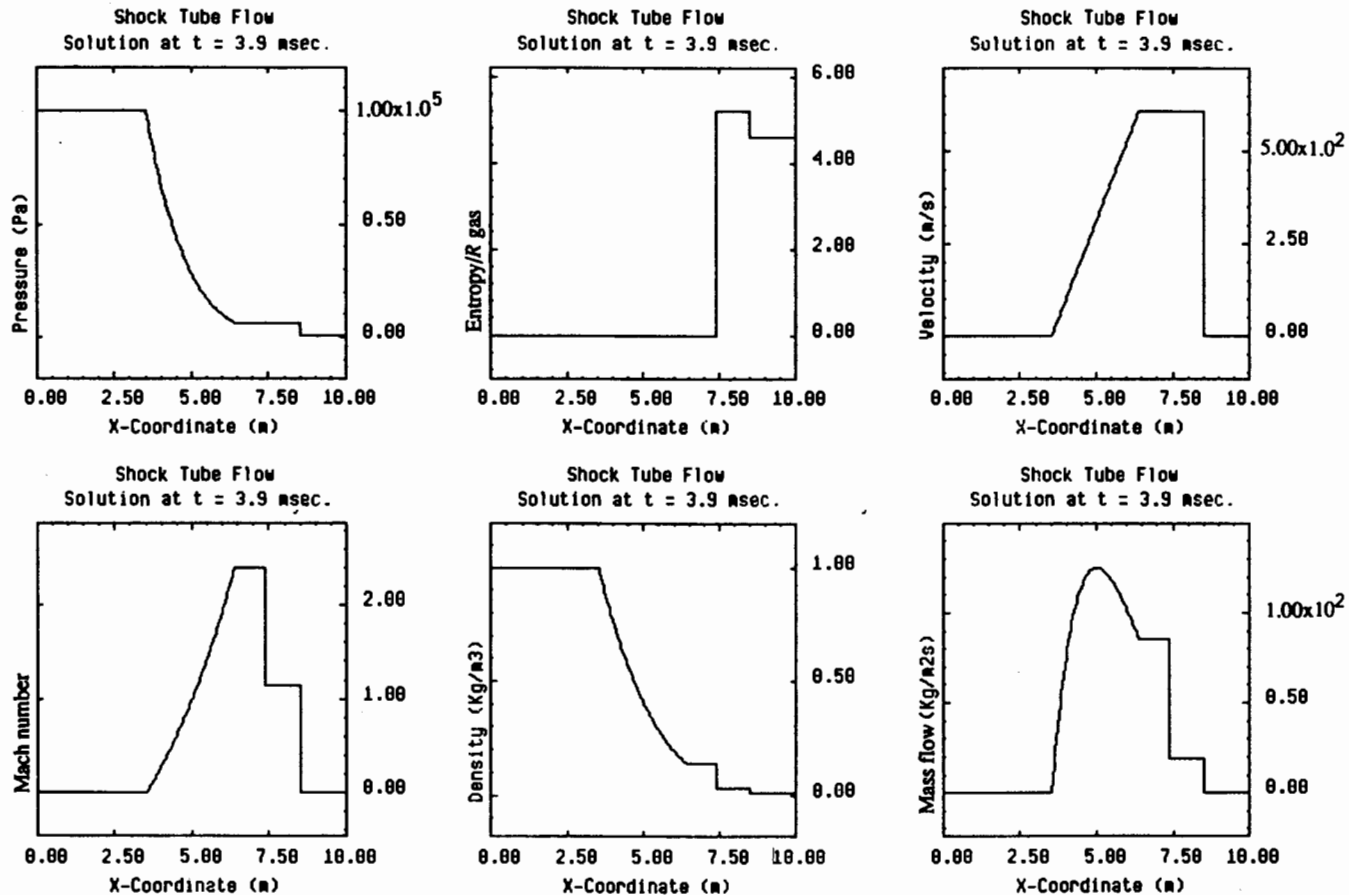 Shock Tube Flow
Solution at t = 3.9 msec.
Pressure (Pa)
1.00x1.0⁵
0.50
0.00
0.00 2.50 5.00 7.50 10.00
X-Coordinate (m)
Shock Tube Flow
Solution at t = 3.9 msec.
Entropy/R gas
6.00
4.00
2.00
0.00
0.00 2.50 5.00 7.50 10.00
X-Coordinate (m)
Shock Tube Flow
Solution at t = 3.9 msec.
Velocity (m/s)
5.00x1.0²
2.50
0.00
0.00 2.50 5.00 7.50 10.00
X-Coordinate (m)
Shock Tube Flow
Solution at t = 3.9 msec.
Mach number
2.00
1.00
0.00
0.00 2.50 5.00 7.50 10.00
X-Coordinate (m)
Shock Tube Flow
Solution at t = 3.9 msec.
Density (Kg/m3)
1.00
0.50
0.00
0.00 2.50 5.00 7.50 10.00
X-Coordinate (m)
Shock Tube Flow
Solution at t = 3.9 msec.
Mass flow (Kg/m2s)
1.00x10²
0.50
0.00
0.00 2.50 5.00 7.50 10.00
X-Coordinate (m)